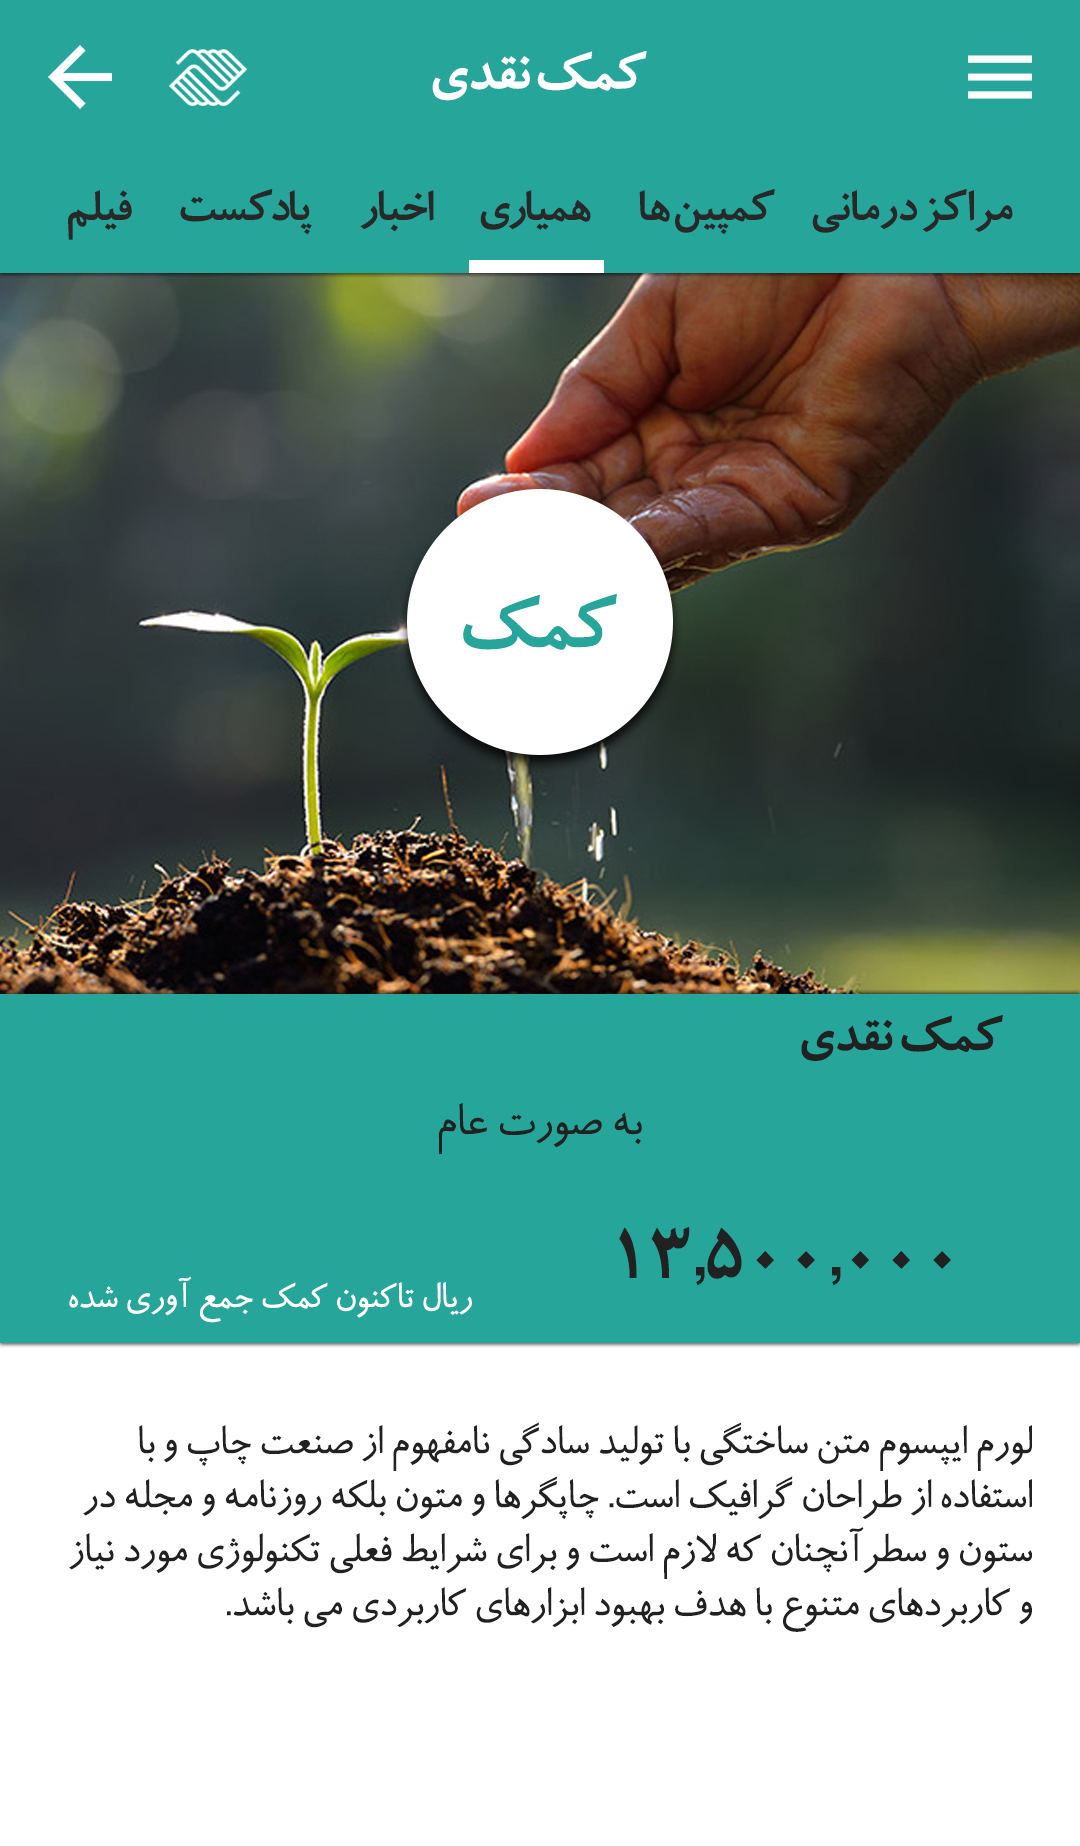 کمک نقدی
مراکز درمانی کمپین‌ها همیاری اخبار پادکست فیلم
کمک
کمک نقدی
به صورت عام
۱۳,۵۰۰,۰۰۰
ریال تاکنون کمک جمع آوری شده
لورم ایپسوم متن ساختگی با تولید سادگی نامفهوم از صنعت چاپ و با
استفاده از طراحان گرافیک است. چاپگرها و متون بلکه روزنامه و مجله در
ستون و سطرآنچنان که لازم است و برای شرایط فعلی تکنولوژی مورد نیاز
و کاربردهای متنوع با هدف بهبود ابزارهای کاربردی می باشد.